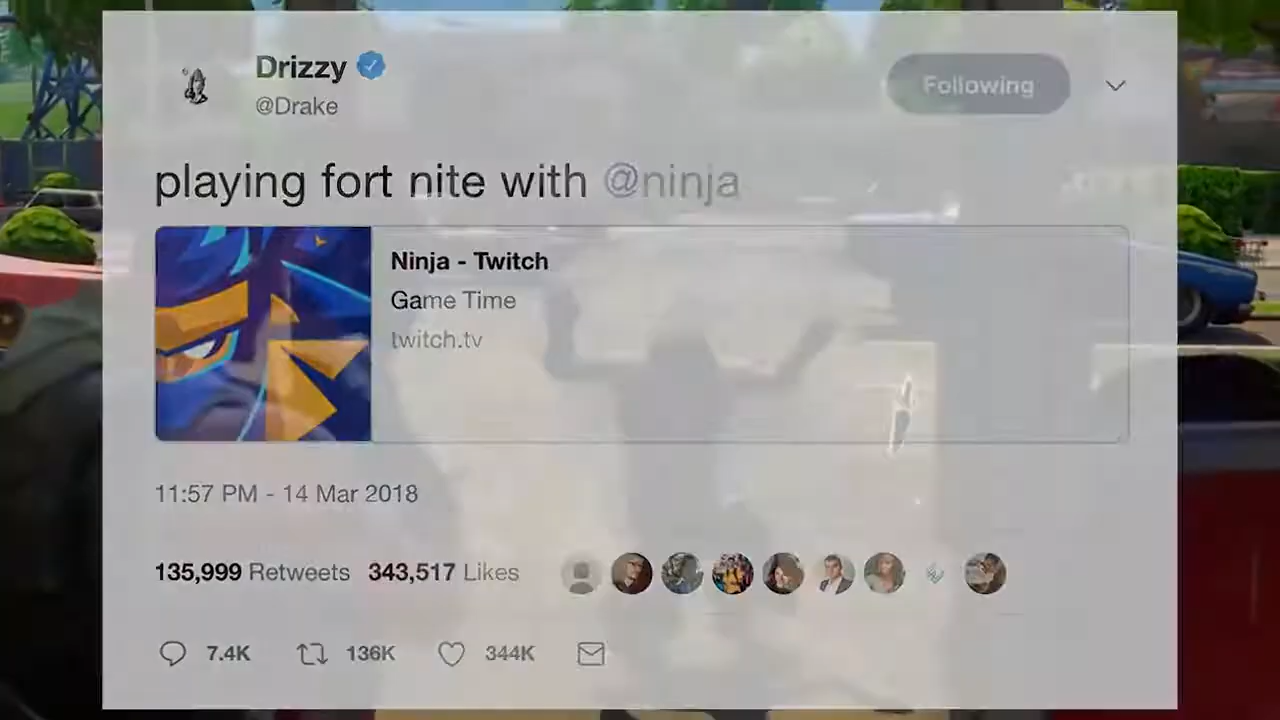 Drizzy
@Drake
Following
playing fort nite with @ninja
Ninja - Twitch
Game Time
twitch.tv
11:57 PM - 14 Mar 2018
135,999 Retweets 343,517 Likes
7.4K 136K 344K